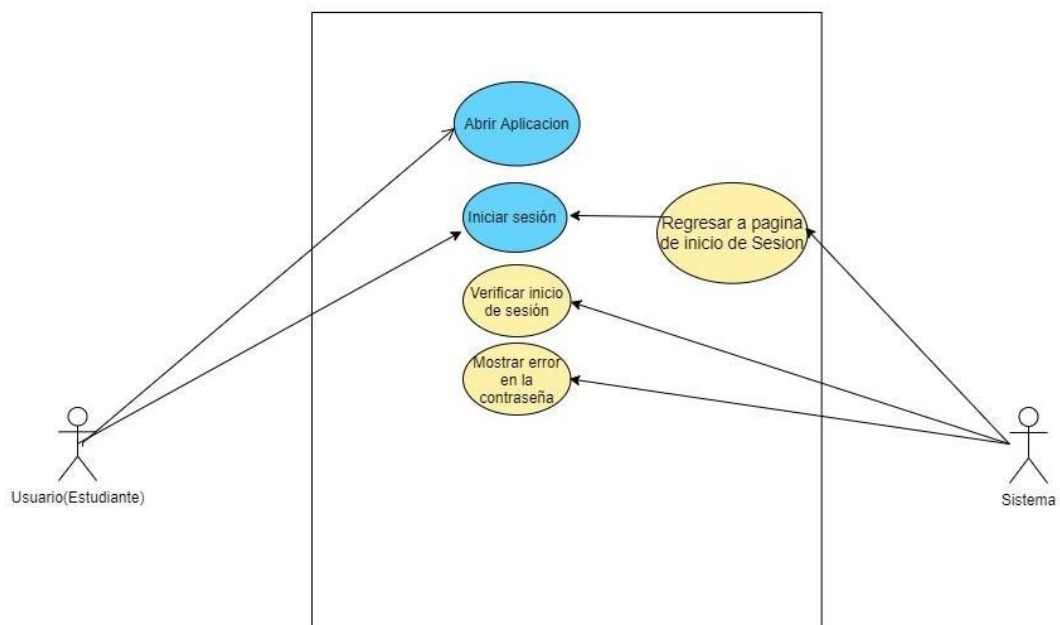 Abrir Aplicacion
Iniciar sesión
Regresar a pagina
de inicio de Sesion
Verificar inicio
de sesión
Mostrar error
en la
contraseña
Usuario(Estudiante)
Sistema